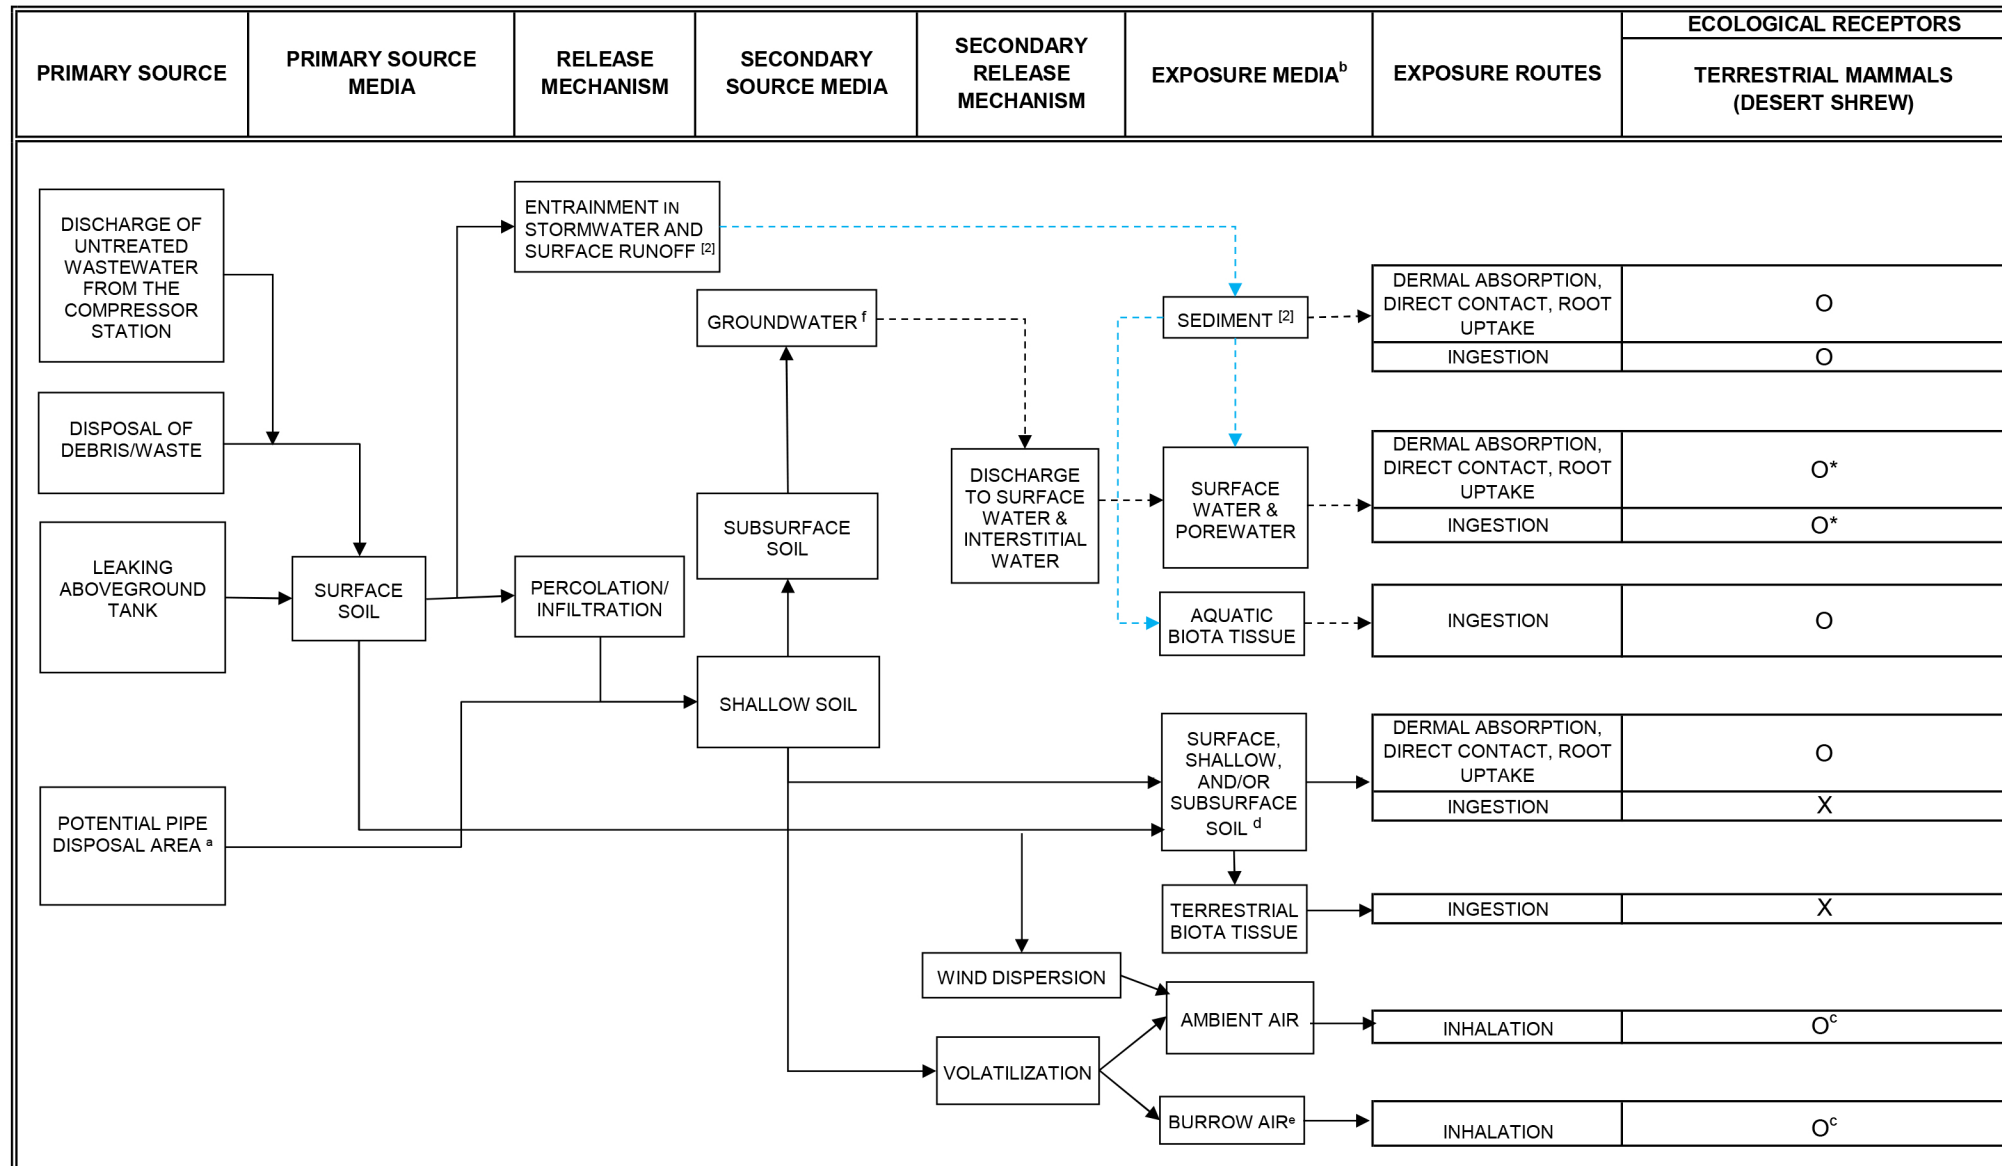 PRIMARY SOURCE
PRIMARY SOURCE
MEDIA
RELEASE
MECHANISM
SECONDARY
SOURCE MEDIA
SECONDARY
RELEASE
MECHANISM
EXPOSURE MEDIAb
EXPOSURE ROUTES
ECOLOGICAL RECEPTORS
TERRESTRIAL MAMMALS
(DESERT SHREW)
DISCHARGE OF
UNTREATED
WASTEWATER
FROM THE
COMPRESSOR
STATION
DISPOSAL OF
DEBRIS/WASTE
LEAKING
ABOVEGROUND
TANK
POTENTIAL PIPE
DISPOSAL AREA a
SURFACE
SOIL
ENTRAINMENT IN
STORMWATER AND
SURFACE RUNOFF [2]
PERCOLATION/
INFILTRATION
GROUNDWATER f
SUBSURFACE
SOIL
SHALLOW SOIL
DISCHARGE
TO SURFACE
WATER &
INTERSTITIAL
WATER
WIND DISPERSION
VOLATILIZATION
SEDIMENT [2]
SURFACE
WATER &
POREWATER
AQUATIC
BIOTA TISSUE
SURFACE,
SHALLOW,
AND/OR
SUBSURFACE
SOIL d
TERRESTRIAL
BIOTA TISSUE
AMBIENT AIR
BURROW AIRe
DERMAL ABSORPTION,
DIRECT CONTACT, ROOT
UPTAKE
O
INGESTION
O
DERMAL ABSORPTION,
DIRECT CONTACT, ROOT
UPTAKE
O*
INGESTION
O*
INGESTION
O
DERMAL ABSORPTION,
DIRECT CONTACT, ROOT
UPTAKE
O
INGESTION
X
INGESTION
X
INHALATION
Oc
INHALATION
Oc